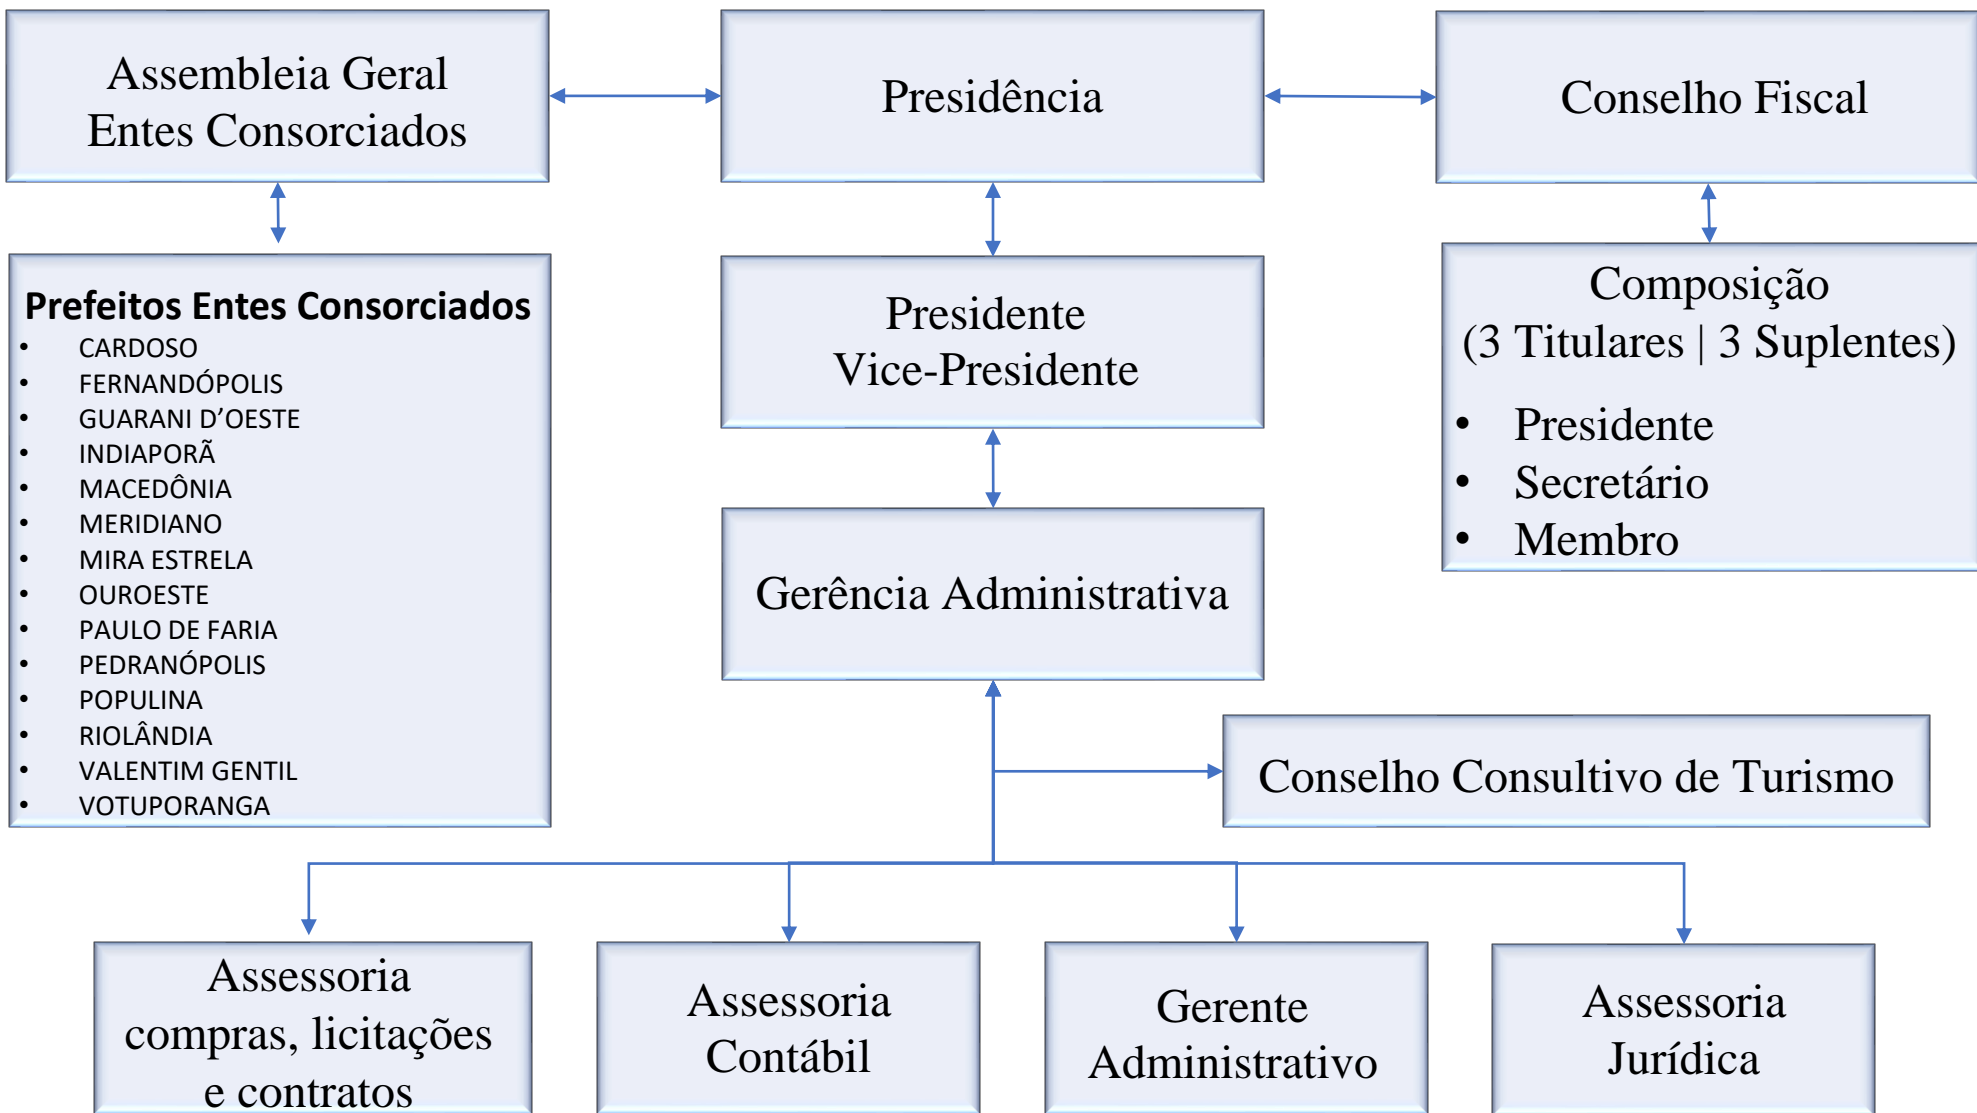 Assembleia Geral
Entes Consorciados
Presidência
Conselho Fiscal
Prefeitos Entes Consorciados
• CARDOSO
• FERNANDÓPOLIS
• GUARANI D’OESTE
• INDIAPORÃ
• MACEDÔNIA
• MERIDIANO
• MIRA ESTRELA
• OUROESTE
• PAULO DE FARIA
• PEDRANÓPOLIS
• POPULINA
• RIOLÂNDIA
• VALENTIM GENTIL
• VOTUPORANGA
Presidente
Vice-Presidente
Composição
(3 Titulares | 3 Suplentes)
• Presidente
• Secretário
• Membro
Gerência Administrativa
Conselho Consultivo de Turismo
Assessoria
compras, licitações
e contratos
Assessoria
Contábil
Gerente
Administrativo
Assessoria
Jurídica